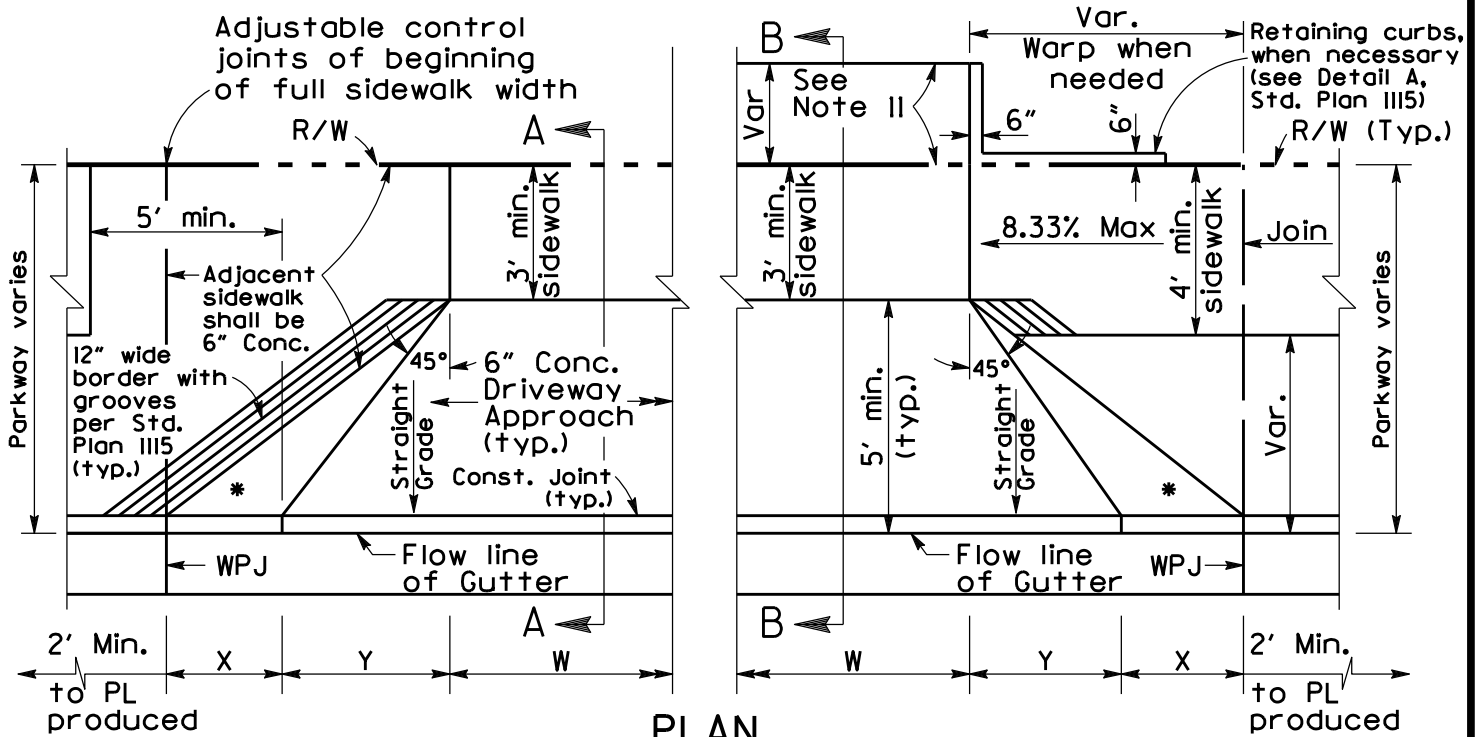 Adjustable control
joints of beginning
of full sidewalk width
R/W
A
5' min.
3' min.
sidewalk
Parkway varies
Adjacent
sidewalk
shall be
6" Conc.
12" wide
border with
grooves
per Std.
Plan 1115
(typ.)
45°
6" Conc.
Driveway
Approach
(typ.)
Straight
Grade
Const. Joint
(typ.)
*
WPJ
Flow line
of Gutter
A
2' Min.
to PL
produced
X
Y
W
B
Var
See
Note 11
Var.
Warp when
needed
Retaining curbs,
when necessary
(see Detail A,
Std. Plan 1115)
R/W (Typ.)
6"
6"
3' min.
sidewalk
8.33% Max
4' min.
sidewalk
Join
Parkway varies
45°
5' min.
(typ.)
Straight
Grade
Var.
*
Flow line
of Gutter
WPJ
B
W
Y
X
2' Min.
to PL
produced
PLAN